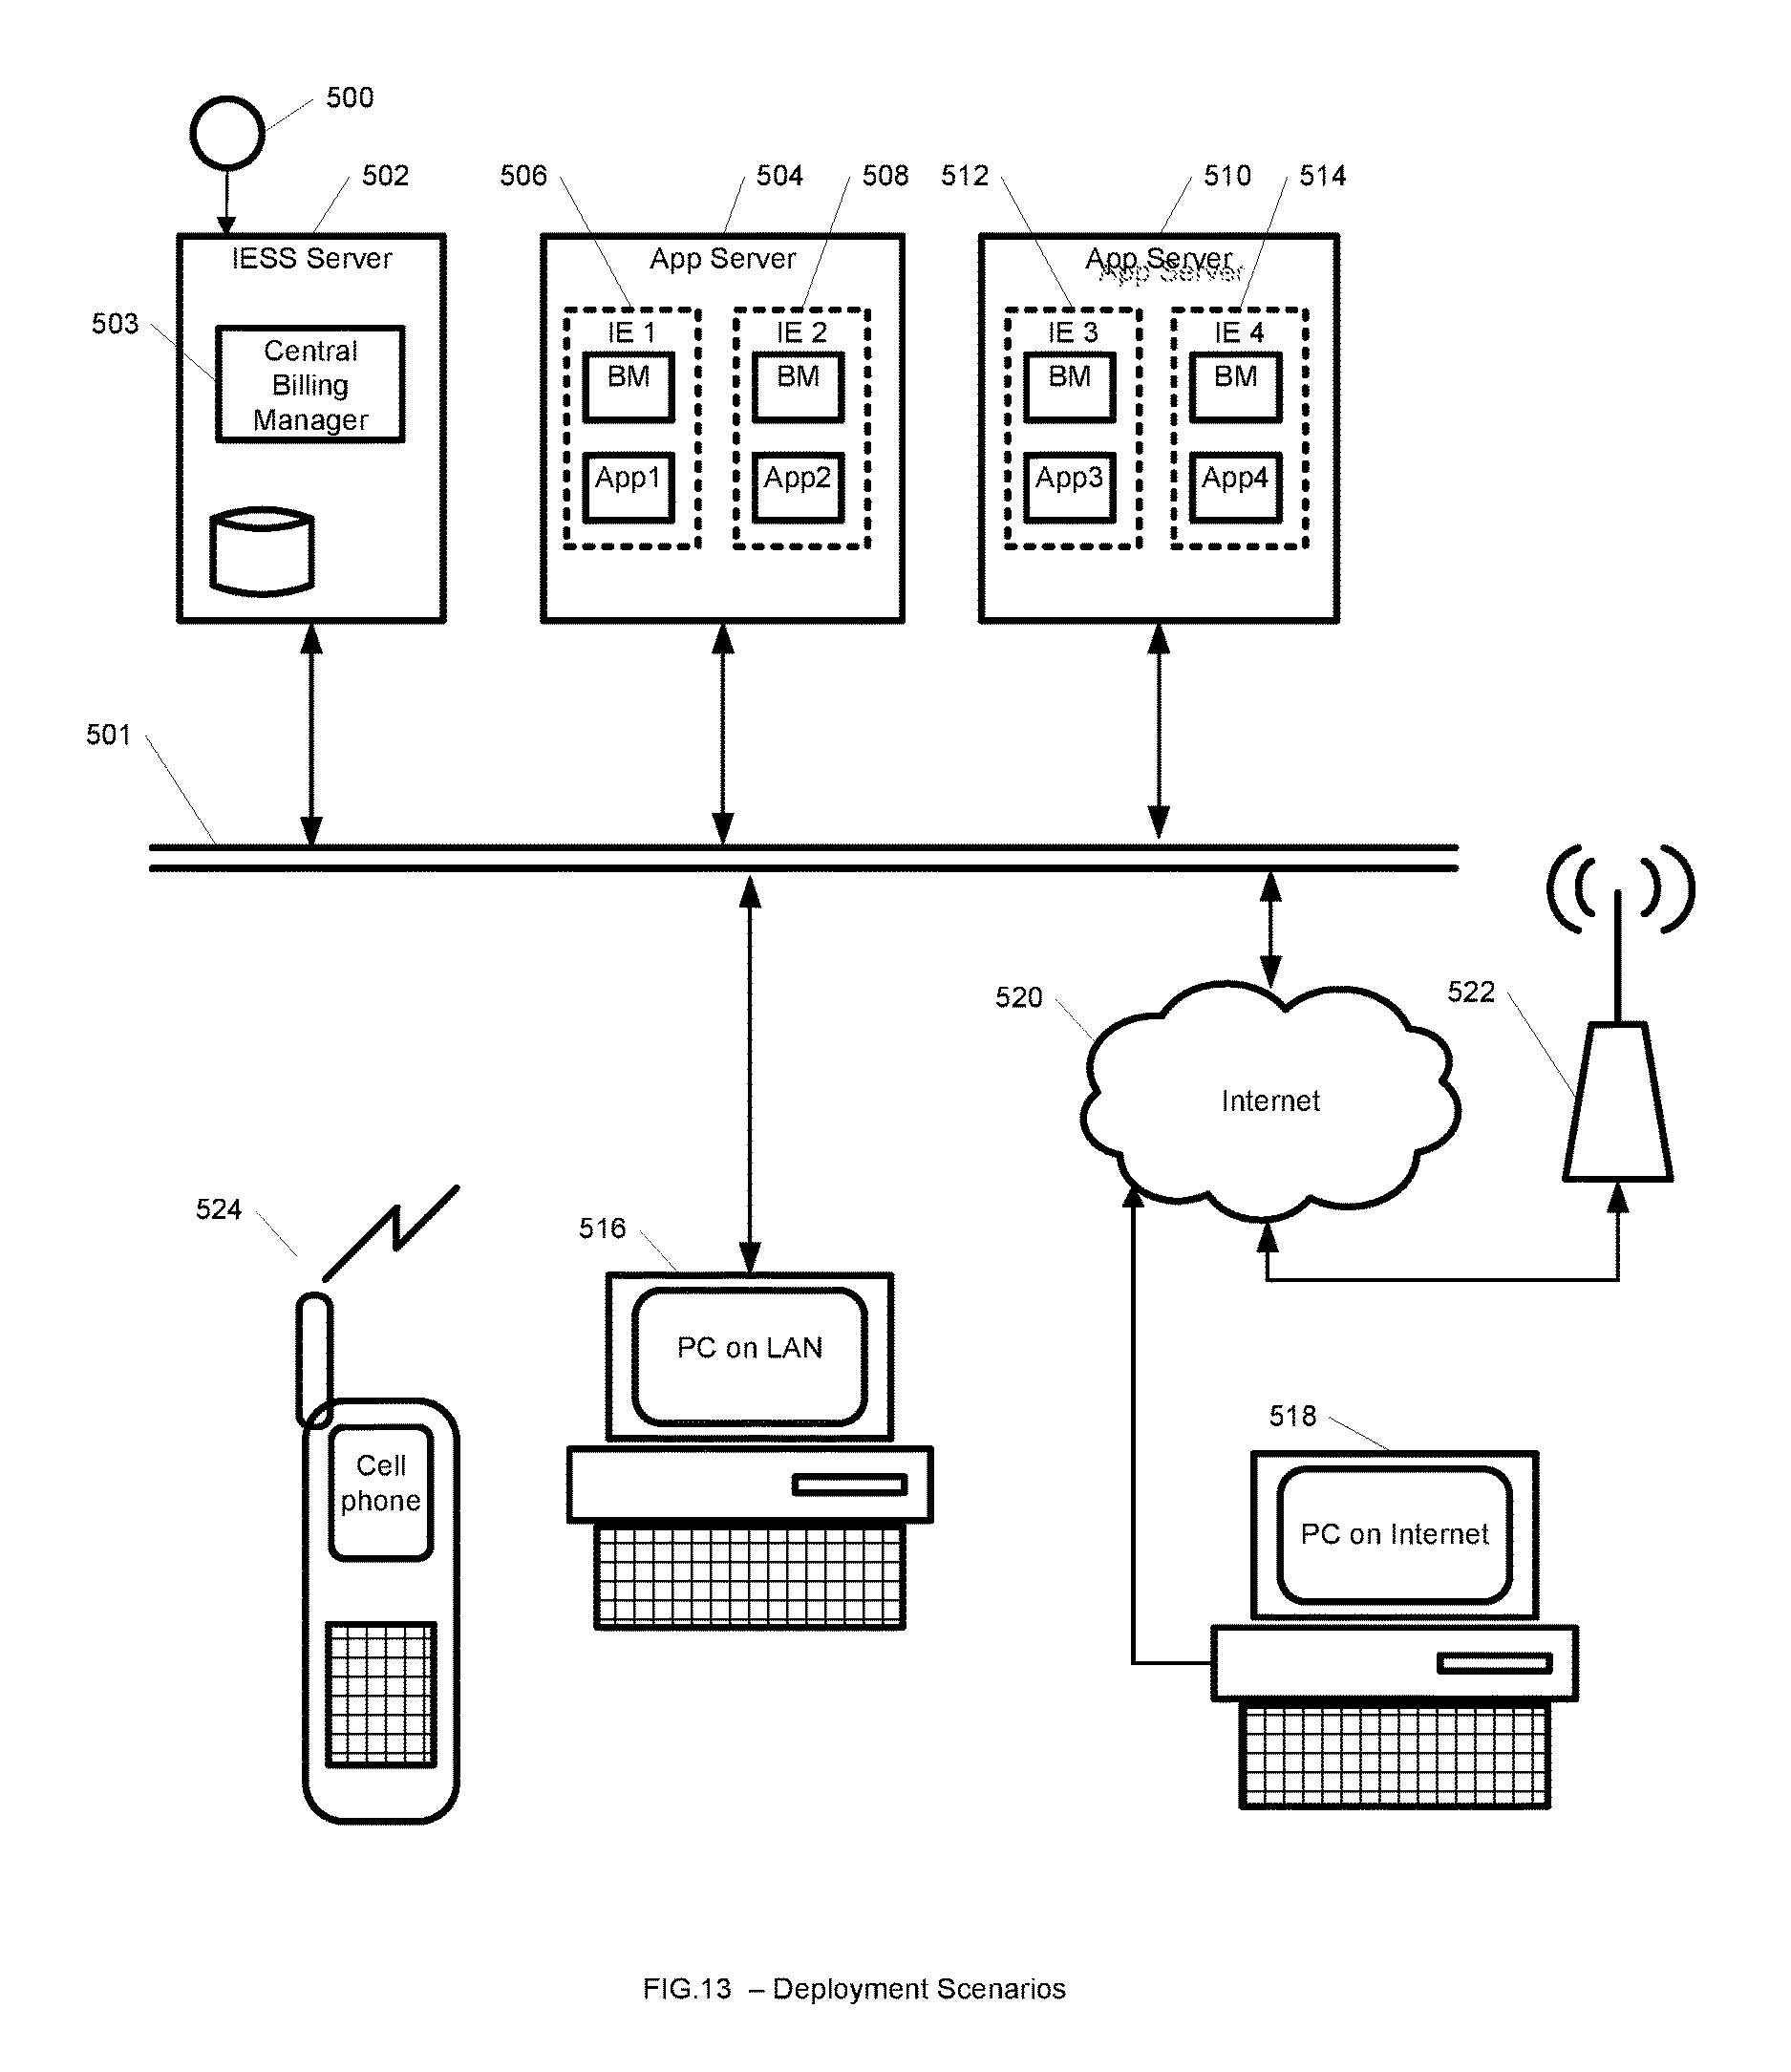 500
502
506
504
508
512
510
514
IESS Server
App Server
App Server
App Server
503
Central
Billing
Manager
IE 1
BM
App1
IE 2
BM
App2
IE 3
BM
App3
IE 4
BM
App4
501
520
522
Internet
524
516
PC on LAN
518
Cell
phone
PC on Internet
FIG.13 – Deployment Scenarios